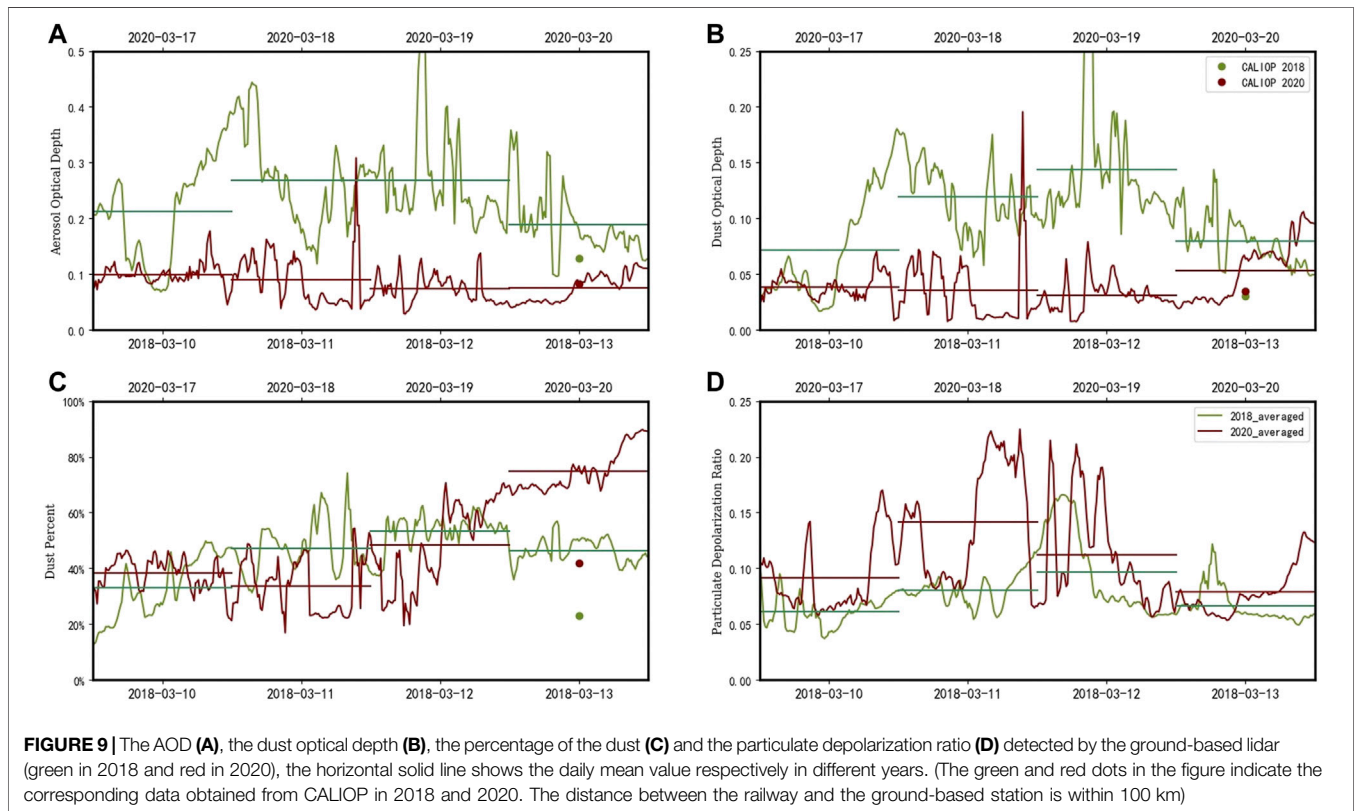 A
2020-03-17 2020-03-18 2020-03-19 2020-03-20
Aerosol Optical Depth
0.5
0.4
0.3
0.2
0.1
0.0
2018-03-10 2018-03-11 2018-03-12 2018-03-13
B
2020-03-17 2020-03-18 2020-03-19 2020-03-20
Dust Optical Depth
0.25
0.20
0.15
0.10
0.05
0.00
CALIOP 2018
CALIOP 2020
2018-03-10 2018-03-11 2018-03-12 2018-03-13
C
2020-03-17 2020-03-18 2020-03-19 2020-03-20
Dust Percent
100%
80%
60%
40%
20%
0%
2018-03-10 2018-03-11 2018-03-12 2018-03-13
D
2020-03-17 2020-03-18 2020-03-19 2020-03-20
Particulate Depolarization Ratio
0.25
0.20
0.15
0.10
0.05
0.00
2018_averaged
2020_averaged
2018-03-10 2018-03-11 2018-03-12 2018-03-13
FIGURE 9 | The AOD (A), the dust optical depth (B), the percentage of the dust (C) and the particulate depolarization ratio (D) detected by the ground-based lidar
(green in 2018 and red in 2020), the horizontal solid line shows the daily mean value respectively in different years. (The green and red dots in the figure indicate the
corresponding data obtained from CALIOP in 2018 and 2020. The distance between the railway and the ground-based station is within 100 km)